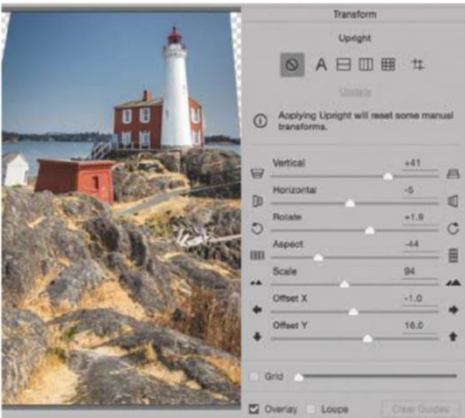 Transform
Upright
A
Update
Applying Upright will reset some manual
transforms.
Vertical +41
Horizontal -5
Rotate +1.9
Aspect -44
Scale 94
Offset X -1.0
Offset Y 16.0
Grid
Overlay Loupe Clear Guides